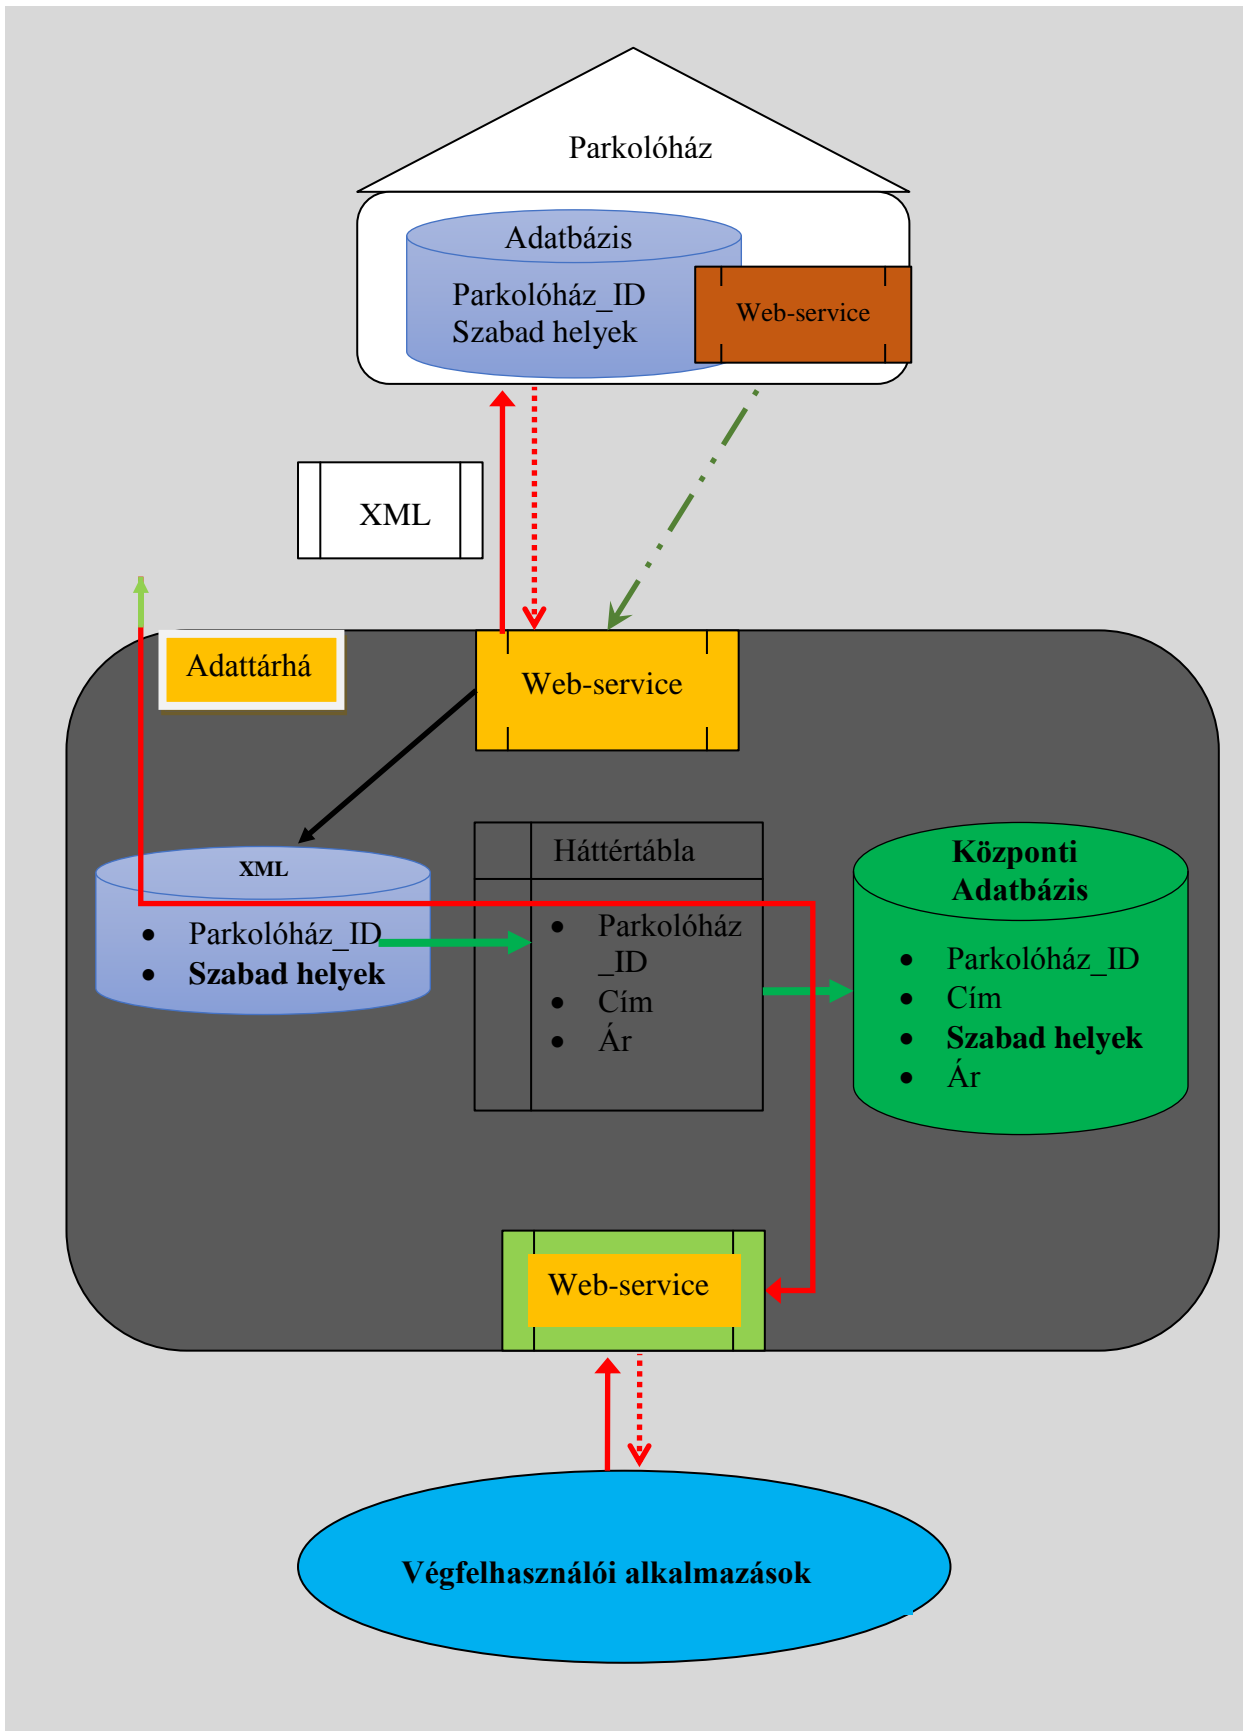 Parkolóház
Adatbázis
Parkolóház_ID
Szabad helyek
Web-service
XML
Adattárhá
Web-service
XML
• Parkolóház_ID
• Szabad helyek
Háttértábla
• Parkolóház
_ID
• Cím
• Ár
Központi
Adatbázis
• Parkolóház_ID
• Cím
• Szabad helyek
• Ár
Web-service
Végfelhasználói alkalmazások